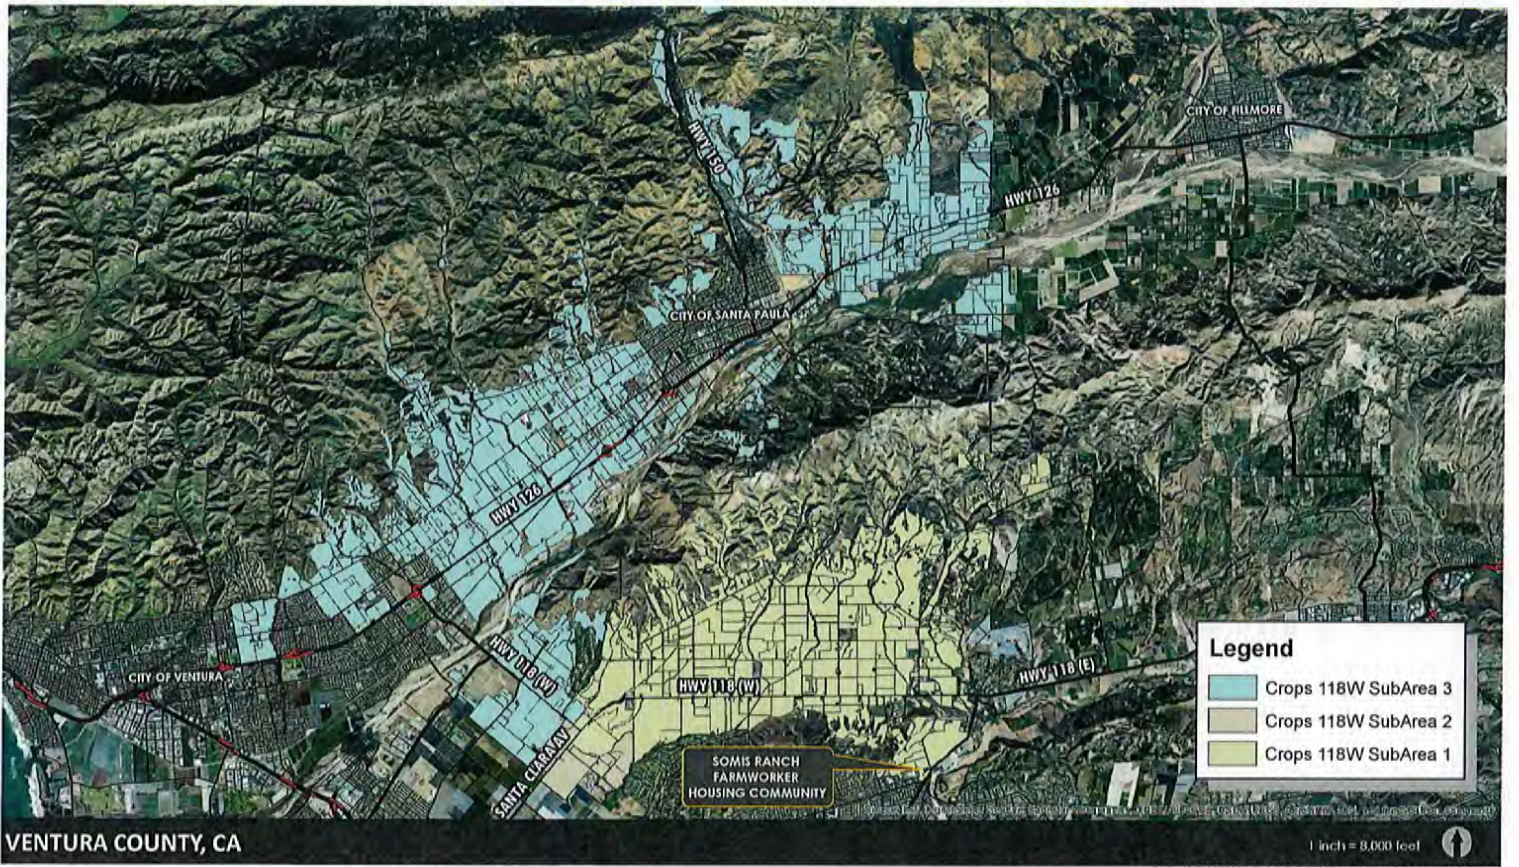 CITY OF FILLMORE
HWY 150
HWY 126
CITY OF SANTA PAULA
HWY 126
HWY 118 (W)
HWY 118 (W)
HWY 118 (E)
CITY OF VENTURA
SANTA CLARA AV
SOMIS RANCH
FARMWORKER
HOUSING COMMUNITY
Legend
Crops 118W SubArea 3
Crops 118W SubArea 2
Crops 118W SubArea 1
VENTURA COUNTY, CA
1 inch = 8,000 feet